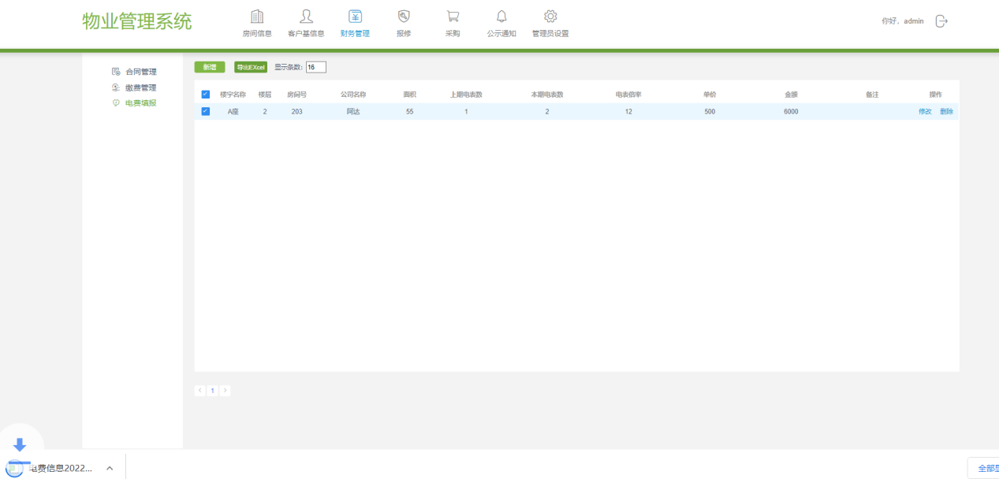 物业管理系统
房间信息 客户基信息 财务管理 报修 采购 公示通知 管理员设置
你好，admin
合同管理
缴费管理
电费填报
新增 导出EXcel 显示条数: 16
楼宇名称 楼层 房间号 公司名称 面积 上期电表数 本期电表数 电表倍率 单价 金额 备注 操作
A座 2 203 阿达 55 1 2 12 500 6000 修改 删除
< 1 >
电费信息2022...
全部显